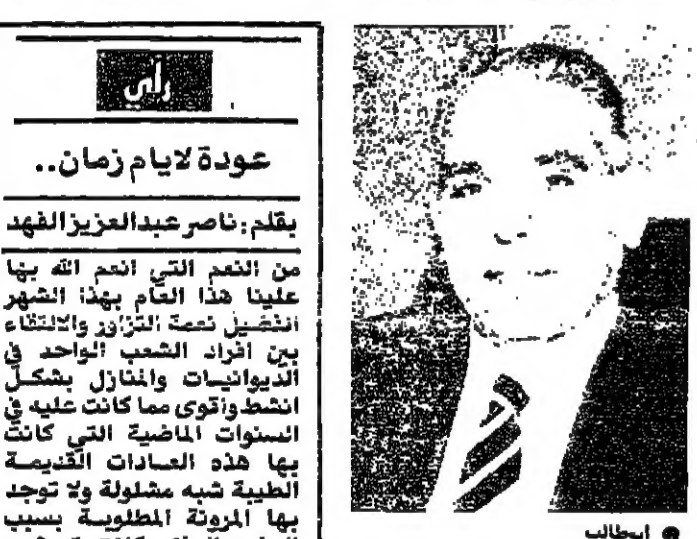 رأى
عودة لايام زمان..
بقلم: ناصر عبدالعزيز الفهد
من النعم التي انعم الله بها
علينا هذا العام بهذا الشهر
الفضيل نعمة التزاور والالتقاء
بين افراد الشعب الواحد في
الديوانيات والمنازل بشكل
انشط واقوى مما كانت عليه في
السنوات الماضية التي كانت
بها هذه العادات القديمة
الطيبة شبه مشلولة ولا توجد
بها المرونة المطلوبة بسبب
● ابوطالب